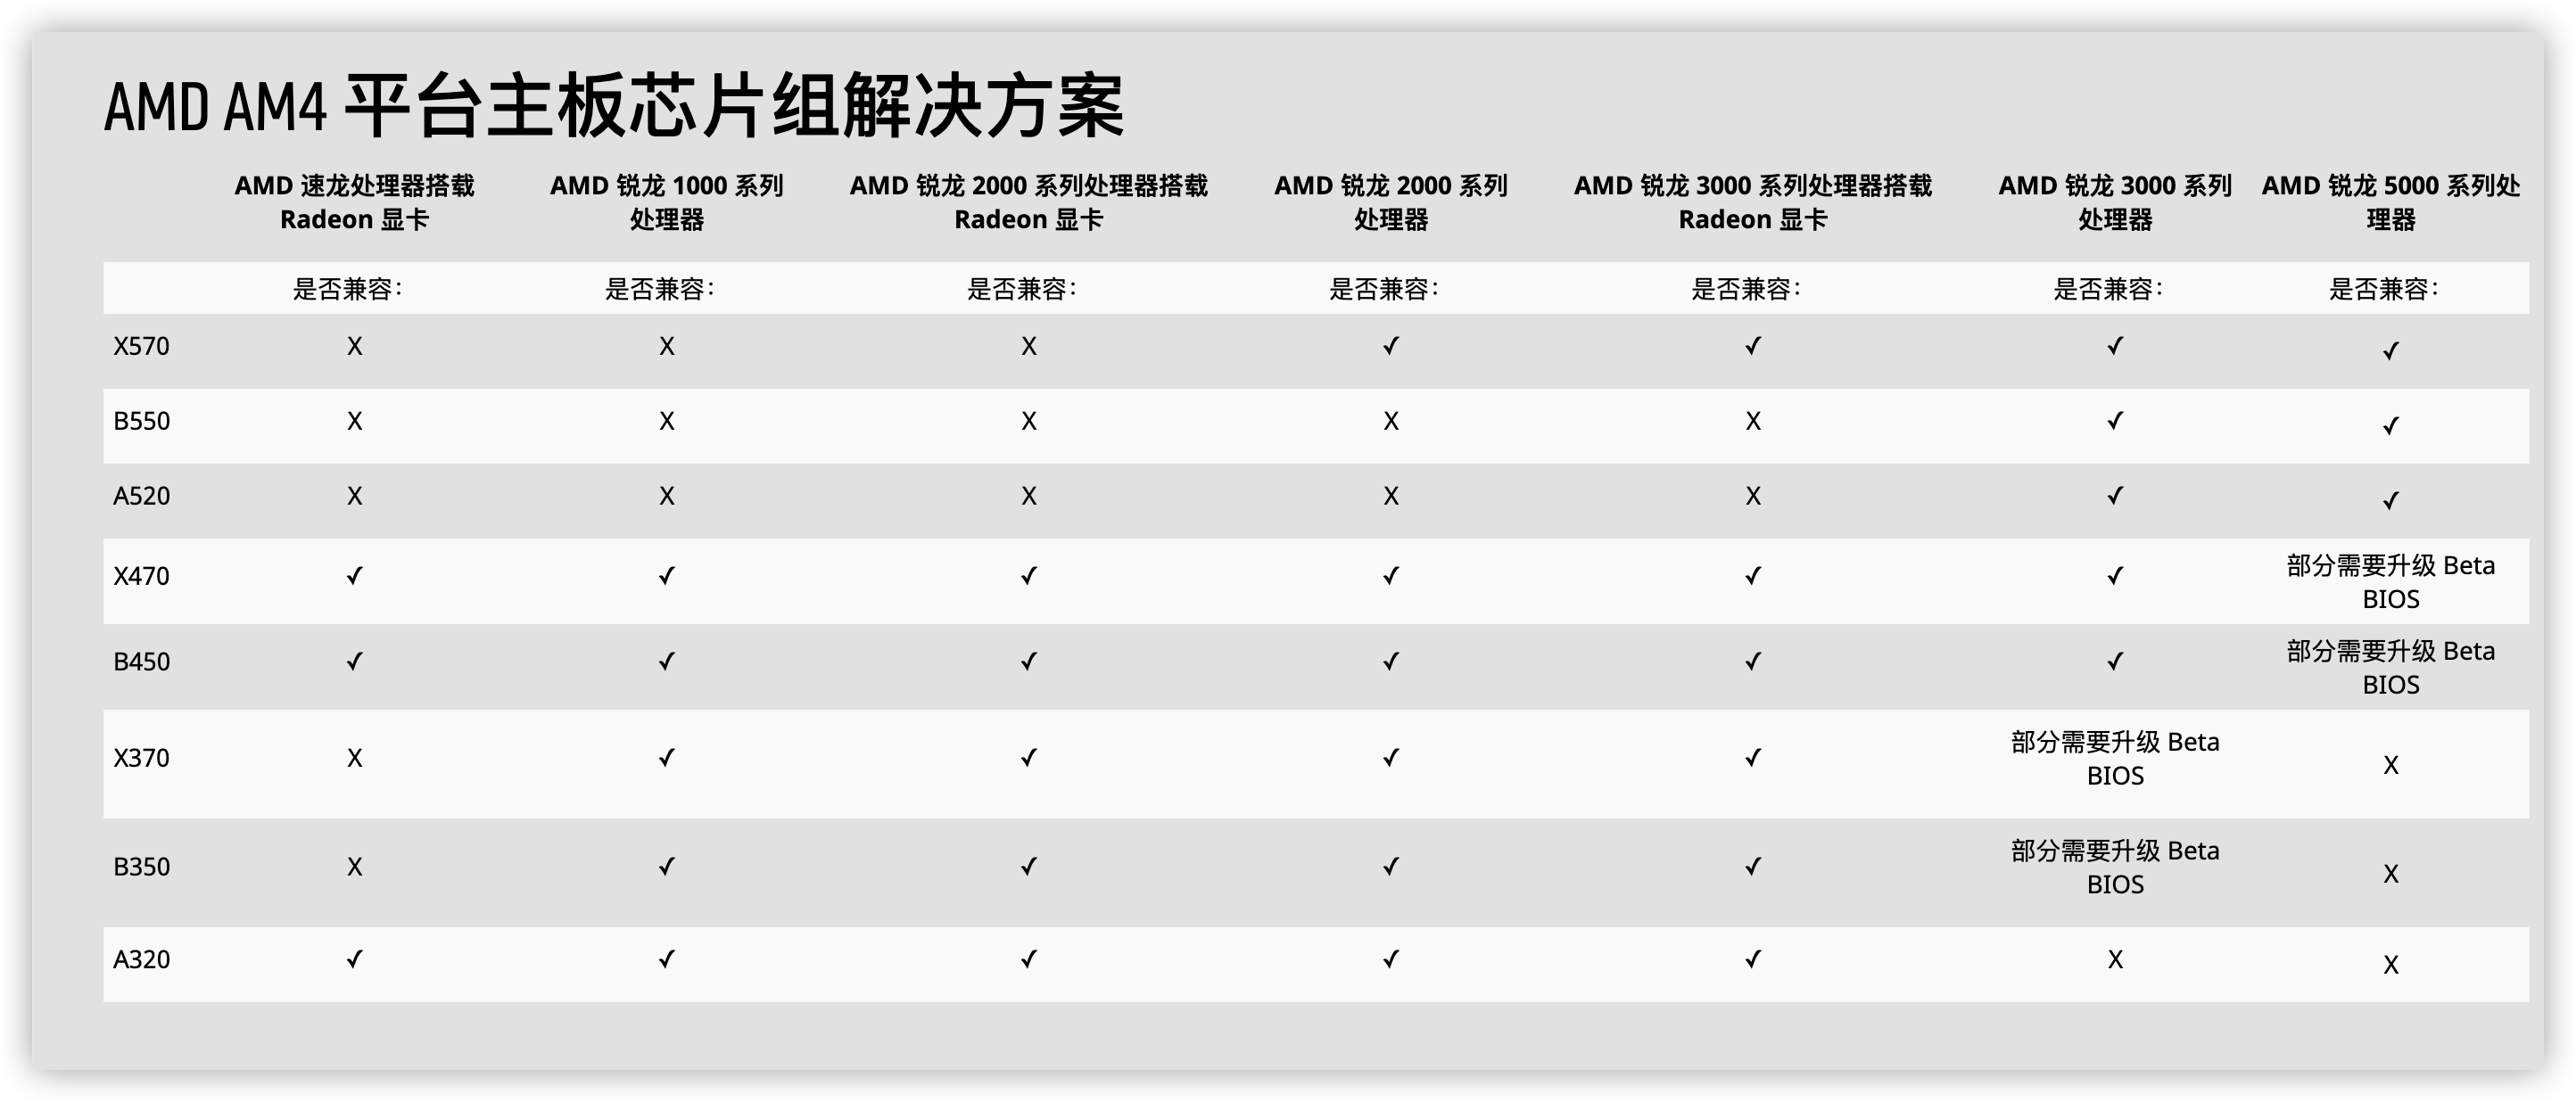 AMD AM4 平台主板芯片组解决方案
AMD 速龙处理器搭载 Radeon 显卡 AMD 锐龙 1000 系列 处理器 AMD 锐龙 2000 系列处理器搭载 Radeon 显卡 AMD 锐龙 2000 系列 处理器 AMD 锐龙 3000 系列处理器搭载 Radeon 显卡 AMD 锐龙 3000 系列 处理器 AMD 锐龙 5000 系列处理器
是否兼容： 是否兼容： 是否兼容： 是否兼容： 是否兼容： 是否兼容： 是否兼容：
X570 X X X ✓ ✓ ✓ ✓
B550 X X X X X ✓ ✓
A520 X X X X X ✓ ✓
X470 ✓ ✓ ✓ ✓ ✓ ✓ 部分需要升级 Beta BIOS
B450 ✓ ✓ ✓ ✓ ✓ ✓ 部分需要升级 Beta BIOS
X370 X ✓ ✓ ✓ ✓ 部分需要升级 Beta BIOS X
B350 X ✓ ✓ ✓ ✓ 部分需要升级 Beta BIOS X
A320 ✓ ✓ ✓ ✓ ✓ X X